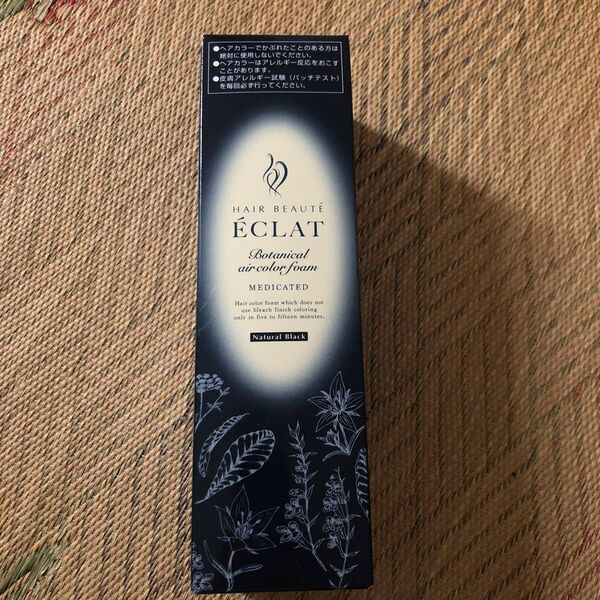 ●ヘアカラーでかぶれたことのある方は
絶対に使用しないでください。
●ヘアカラーはアレルギー反応をおこす
ことがあります。
●皮膚アレルギー試験（パッチテスト）
を毎回必ず行ってください。
HAIR BEAUTÉ
ÉCLAT
Botanical
air color foam
MEDICATED
Hair color foam which does not
use bleach finish coloring
only in five to fifteen minutes.
Natural Black